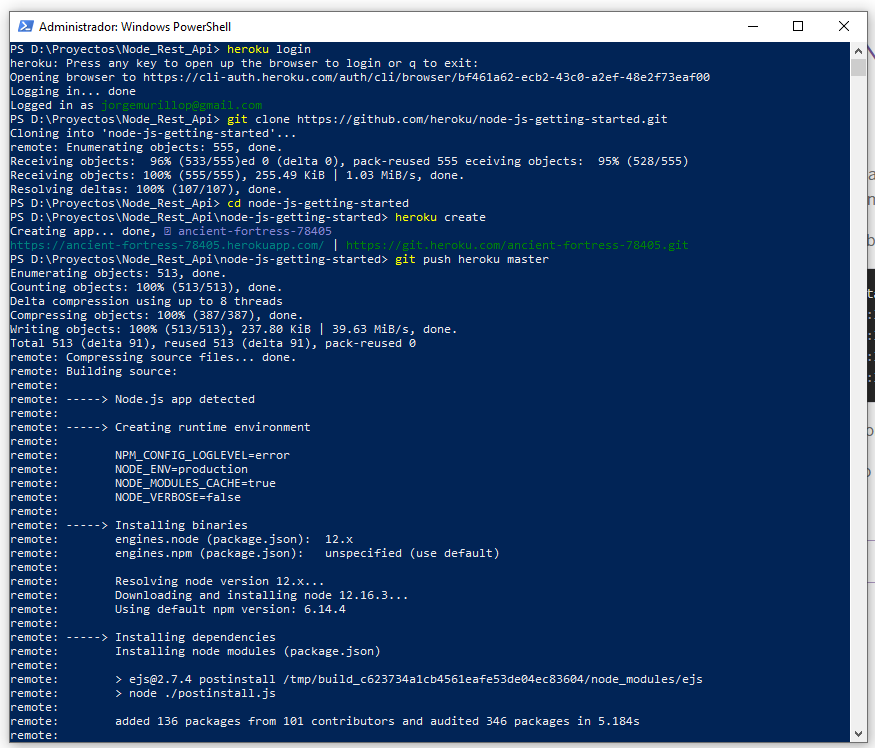 Administrador: Windows PowerShell
PS D:\Proyectos\Node_Rest_Api> heroku login
heroku: Press any key to open up the browser to login or q to exit:
Opening browser to https://cli-auth.heroku.com/auth/cli/browser/bf461a62-ecb2-43c0-a2ef-48e2f73eaf00
Logging in... done
Logged in as jorgemurillop@gmail.com
PS D:\Proyectos\Node_Rest_Api> git clone https://github.com/heroku/node-js-getting-started.git
Cloning into 'node-js-getting-started'...
remote: Enumerating objects: 555, done.
Receiving objects:  96% (533/555)ed 0 (delta 0), pack-reused 555 eceiving objects:  95% (528/555)
Receiving objects: 100% (555/555), 255.49 KiB | 1.03 MiB/s, done.
Resolving deltas: 100% (107/107), done.
PS D:\Proyectos\Node_Rest_Api> cd node-js-getting-started
PS D:\Proyectos\Node_Rest_Api\node-js-getting-started> heroku create
Creating app... done, ancient-fortress-78405
https://ancient-fortress-78405.herokuapp.com/ | https://git.heroku.com/ancient-fortress-78405.git
PS D:\Proyectos\Node_Rest_Api\node-js-getting-started> git push heroku master
Enumerating objects: 513, done.
Counting objects: 100% (513/513), done.
Delta compression using up to 8 threads
Compressing objects: 100% (387/387), done.
Writing objects: 100% (513/513), 237.80 KiB | 39.63 MiB/s, done.
Total 513 (delta 91), reused 513 (delta 91), pack-reused 0
remote: Compressing source files... done.
remote: Building source:
remote:
remote: -----> Node.js app detected
remote:
remote: -----> Creating runtime environment
remote:
remote:        NPM_CONFIG_LOGLEVEL=error
remote:        NODE_ENV=production
remote:        NODE_MODULES_CACHE=true
remote:        NODE_VERBOSE=false
remote:
remote: -----> Installing binaries
remote:        engines.node (package.json):  12.x
remote:        engines.npm (package.json):   unspecified (use default)
remote:
remote:        Resolving node version 12.x...
remote:        Downloading and installing node 12.16.3...
remote:        Using default npm version: 6.14.4
remote:
remote: -----> Installing dependencies
remote:        Installing node modules (package.json)
remote:
remote:        > ejs@2.7.4 postinstall /tmp/build_c623734a1cb4561eafe53de04ec83604/node_modules/ejs
remote:        > node ./postinstall.js
remote:
remote:        added 136 packages from 101 contributors and audited 346 packages in 5.184s
remote: